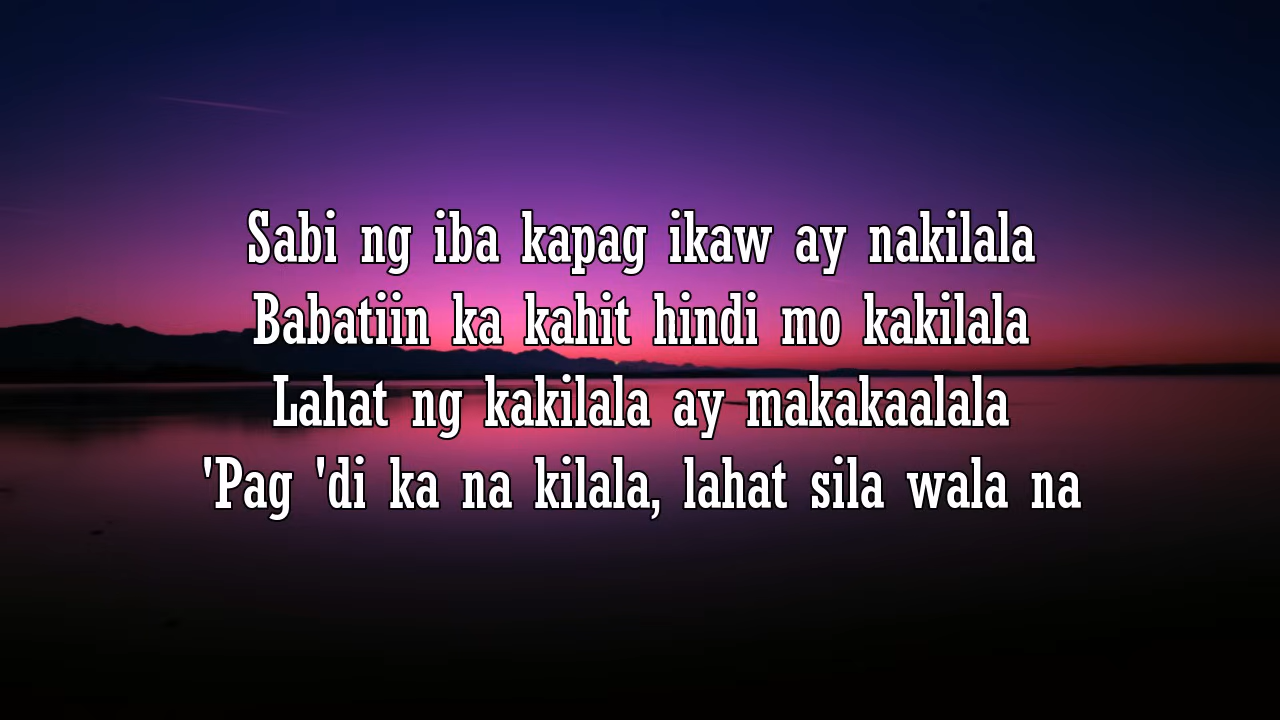 Sabi ng iba kapag ikaw ay nakilala
Babatiin ka kahit hindi mo kakilala
Lahat ng kakilala ay makakaalala
'Pag 'di ka na kilala, lahat sila wala na